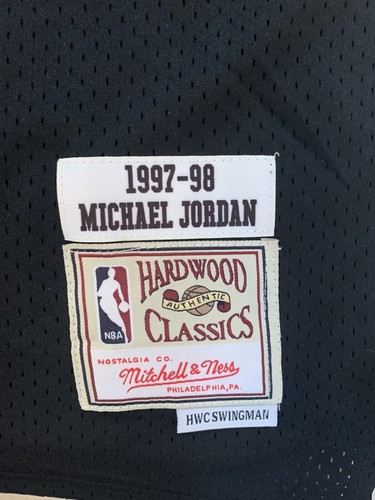 1997-98
MICHAEL JORDAN
HARDWOOD
AUTHENTIC
CLASSICS
NBA
NOSTALGIA CO.
Mitchell & Ness
PHILADELPHIA, PA.
HWC SWINGMAN